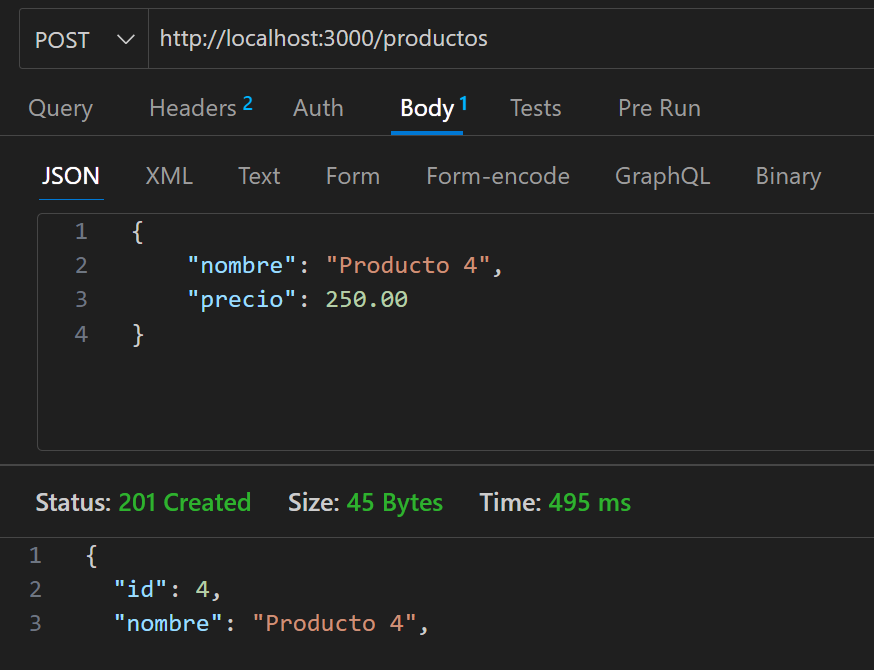 POST http://localhost:3000/productos
Query Headers 2 Auth Body 1 Tests Pre Run
JSON XML Text Form Form-encode GraphQL Binary
1 {
2 "nombre": "Producto 4",
3 "precio": 250.00
4 }
Status: 201 Created Size: 45 Bytes Time: 495 ms
1 {
2 "id": 4,
3 "nombre": "Producto 4",